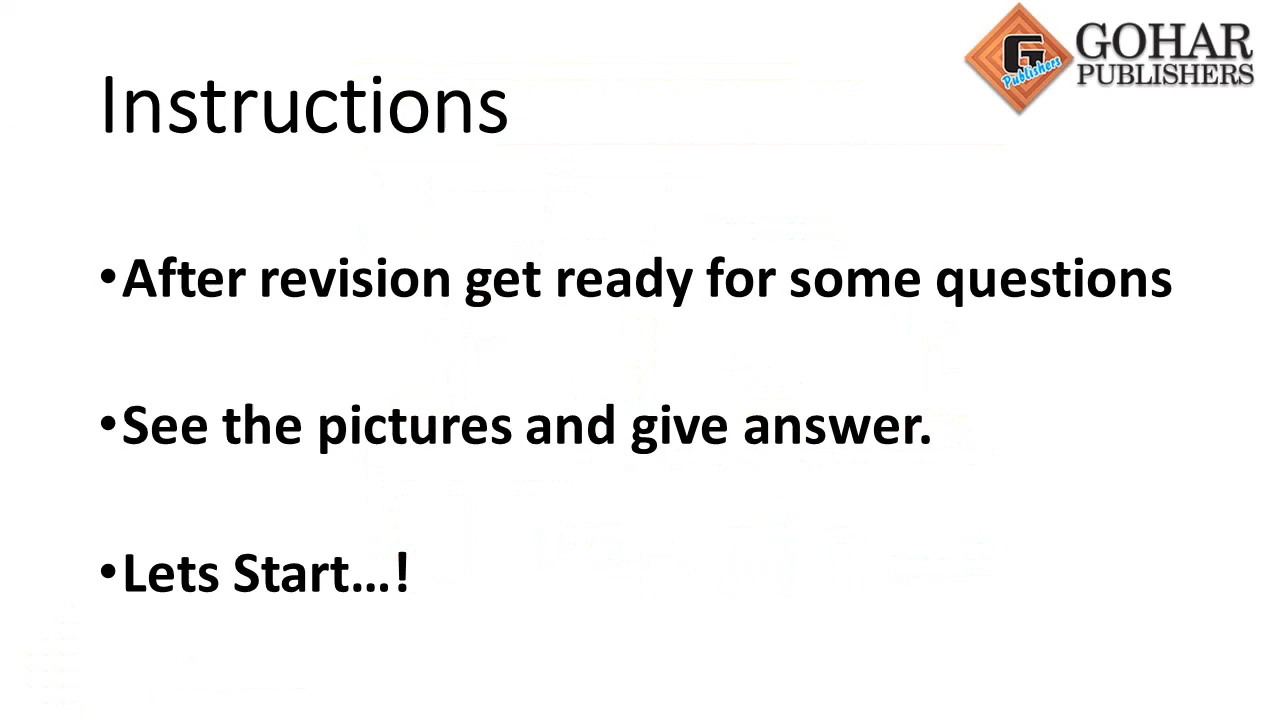 GOHAR
PUBLISHERS
G
Publishers
Instructions
•After revision get ready for some questions
•See the pictures and give answer.
•Lets Start...!